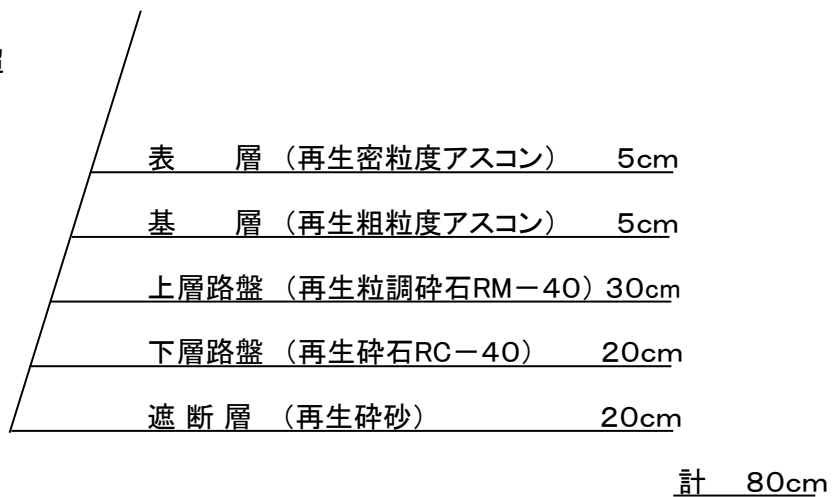 表　　層 （再生密粒度アスコン）　　5cm
基　　層 （再生粗粒度アスコン）　　5cm
上層路盤 （再生粒調砕石RM－40） 30cm
下層路盤 （再生砕石RC－40）　　20cm
遮 断 層 （再生砕砂）　　20cm
計　80cm